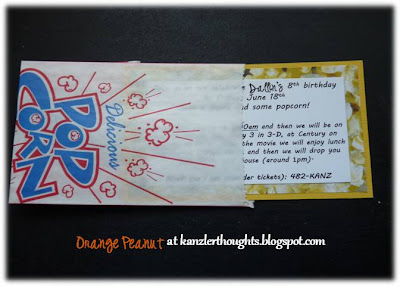 Delicious
POP
CORN
Dallin's 8th birthday
June 18th
d some popcorn!
0am and then we will be on
y 3 in 3-D, at Century on
the movie we will enjoy lunch
, and then we will drop you
ouse (around 1pm).
der tickets): 482-KANZ
Orange Peanut at kanzlerthoughts.blogspot.com